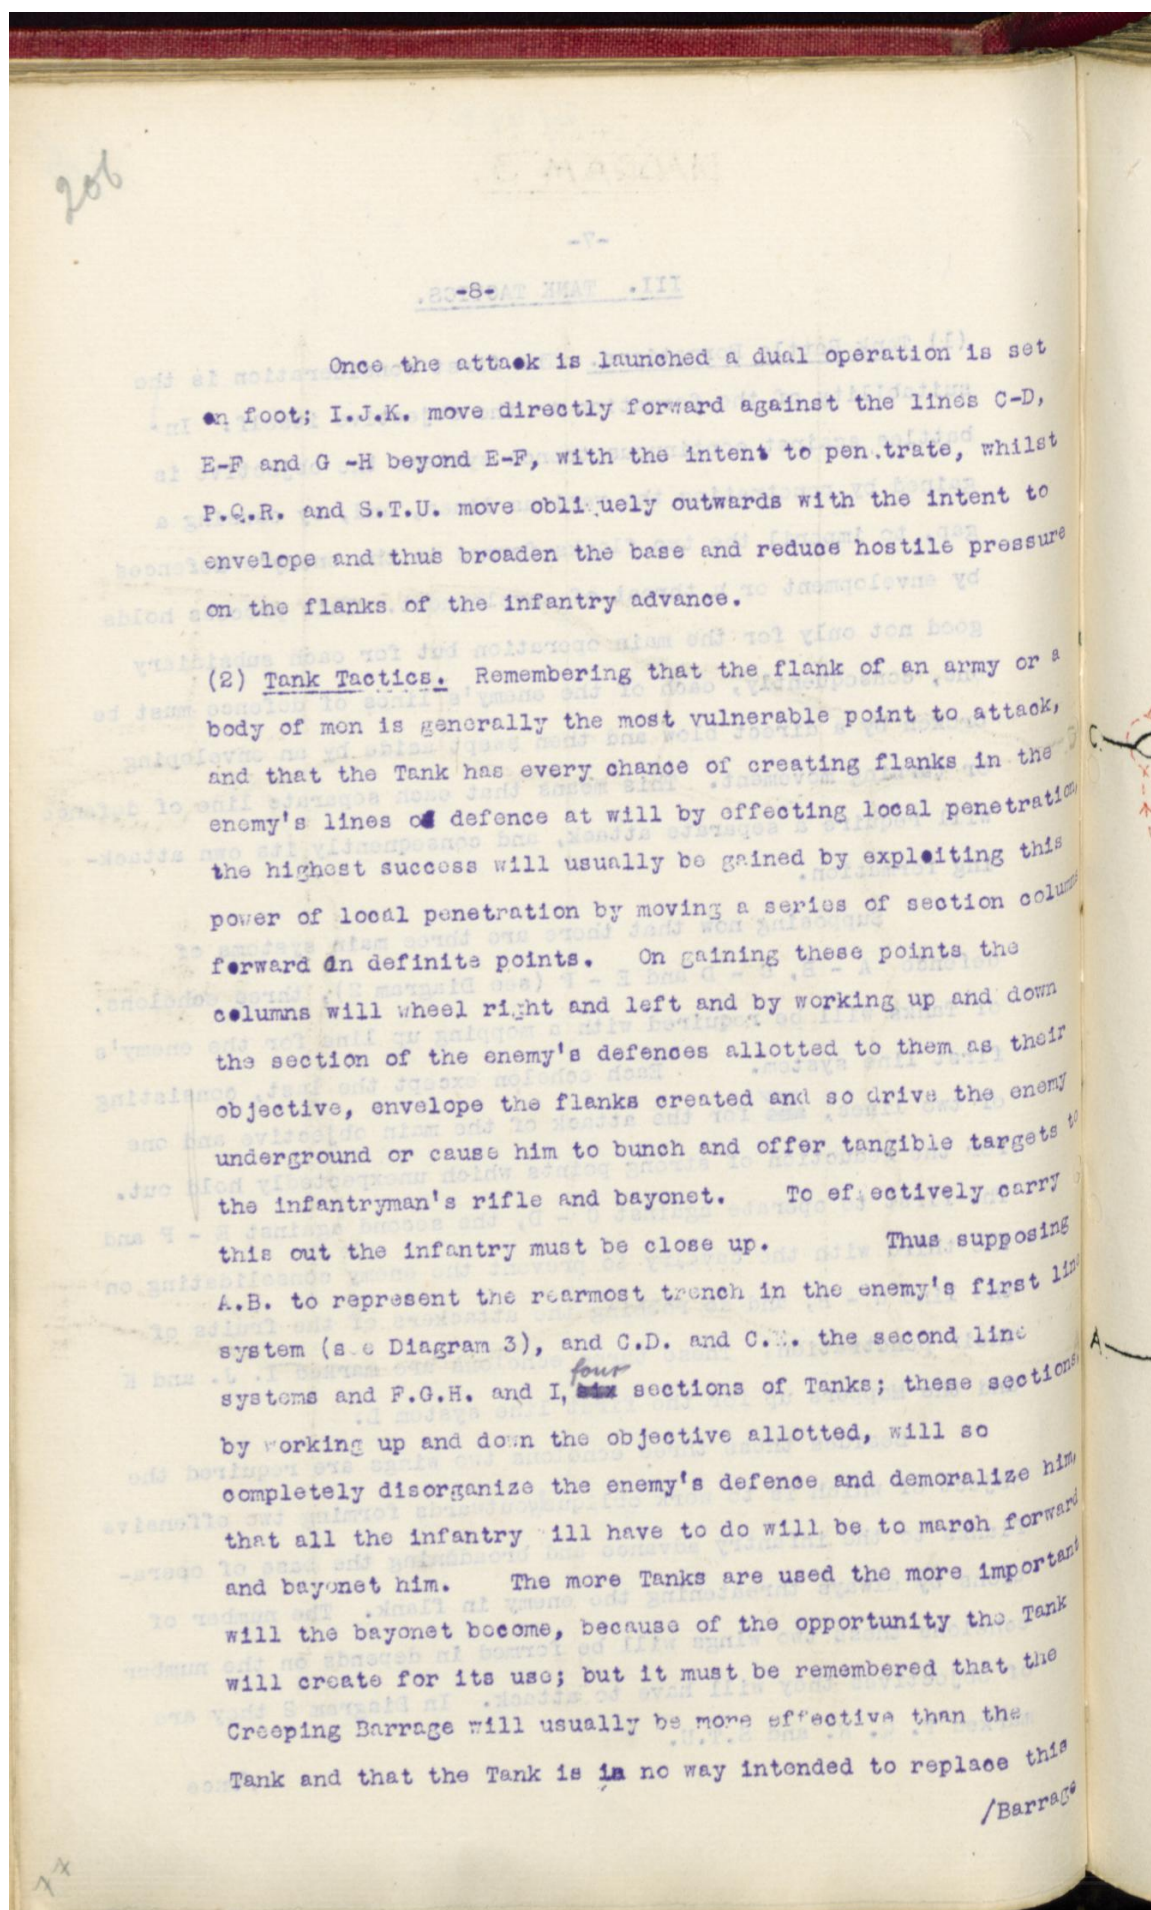 206
-8-
Once the attack is launched a dual operation is set
on foot; I.J.K. move directly forward against the lines C-D,
E-F and G -H beyond E-F, with the intent to pen.trate, whilst
P.Q.R. and S.T.U. move obliquely outwards with the intent to
envelope and thus broaden the base and reduce hostile pressure
on the flanks of the infantry advance.
(2) Tank Tactics. Remembering that the flank of an army or a
body of men is generally the most vulnerable point to attack,
and that the Tank has every chance of creating flanks in the
enemy's lines of defence at will by effecting local penetration,
the highest success will usually be gained by exploiting this
power of local penetration by moving a series of section columns
forward on definite points. On gaining these points the
columns will wheel right and left and by working up and down
the section of the enemy's defences allotted to them as their
objective, envelope the flanks created and so drive the enemy
underground or cause him to bunch and offer tangible targets to
the infantryman's rifle and bayonet. To effectively carry
this out the infantry must be close up. Thus supposing
A.B. to represent the rearmost trench in the enemy's first line
system (see Diagram 3), and C.D. and C.E. the second line
four
systems and F.G.H. and I, six sections of Tanks; these sections,
by working up and down the objective allotted, will so
completely disorganize the enemy's defence and demoralize him,
that all the infantry will have to do will be to march forward
and bayonet him. The more Tanks are used the more important
will the bayonet become, because of the opportunity the Tank
will create for its use; but it must be remembered that the
Creeping Barrage will usually be more effective than the
Tank and that the Tank is in no way intended to replace this
/Barrage
C.
A.